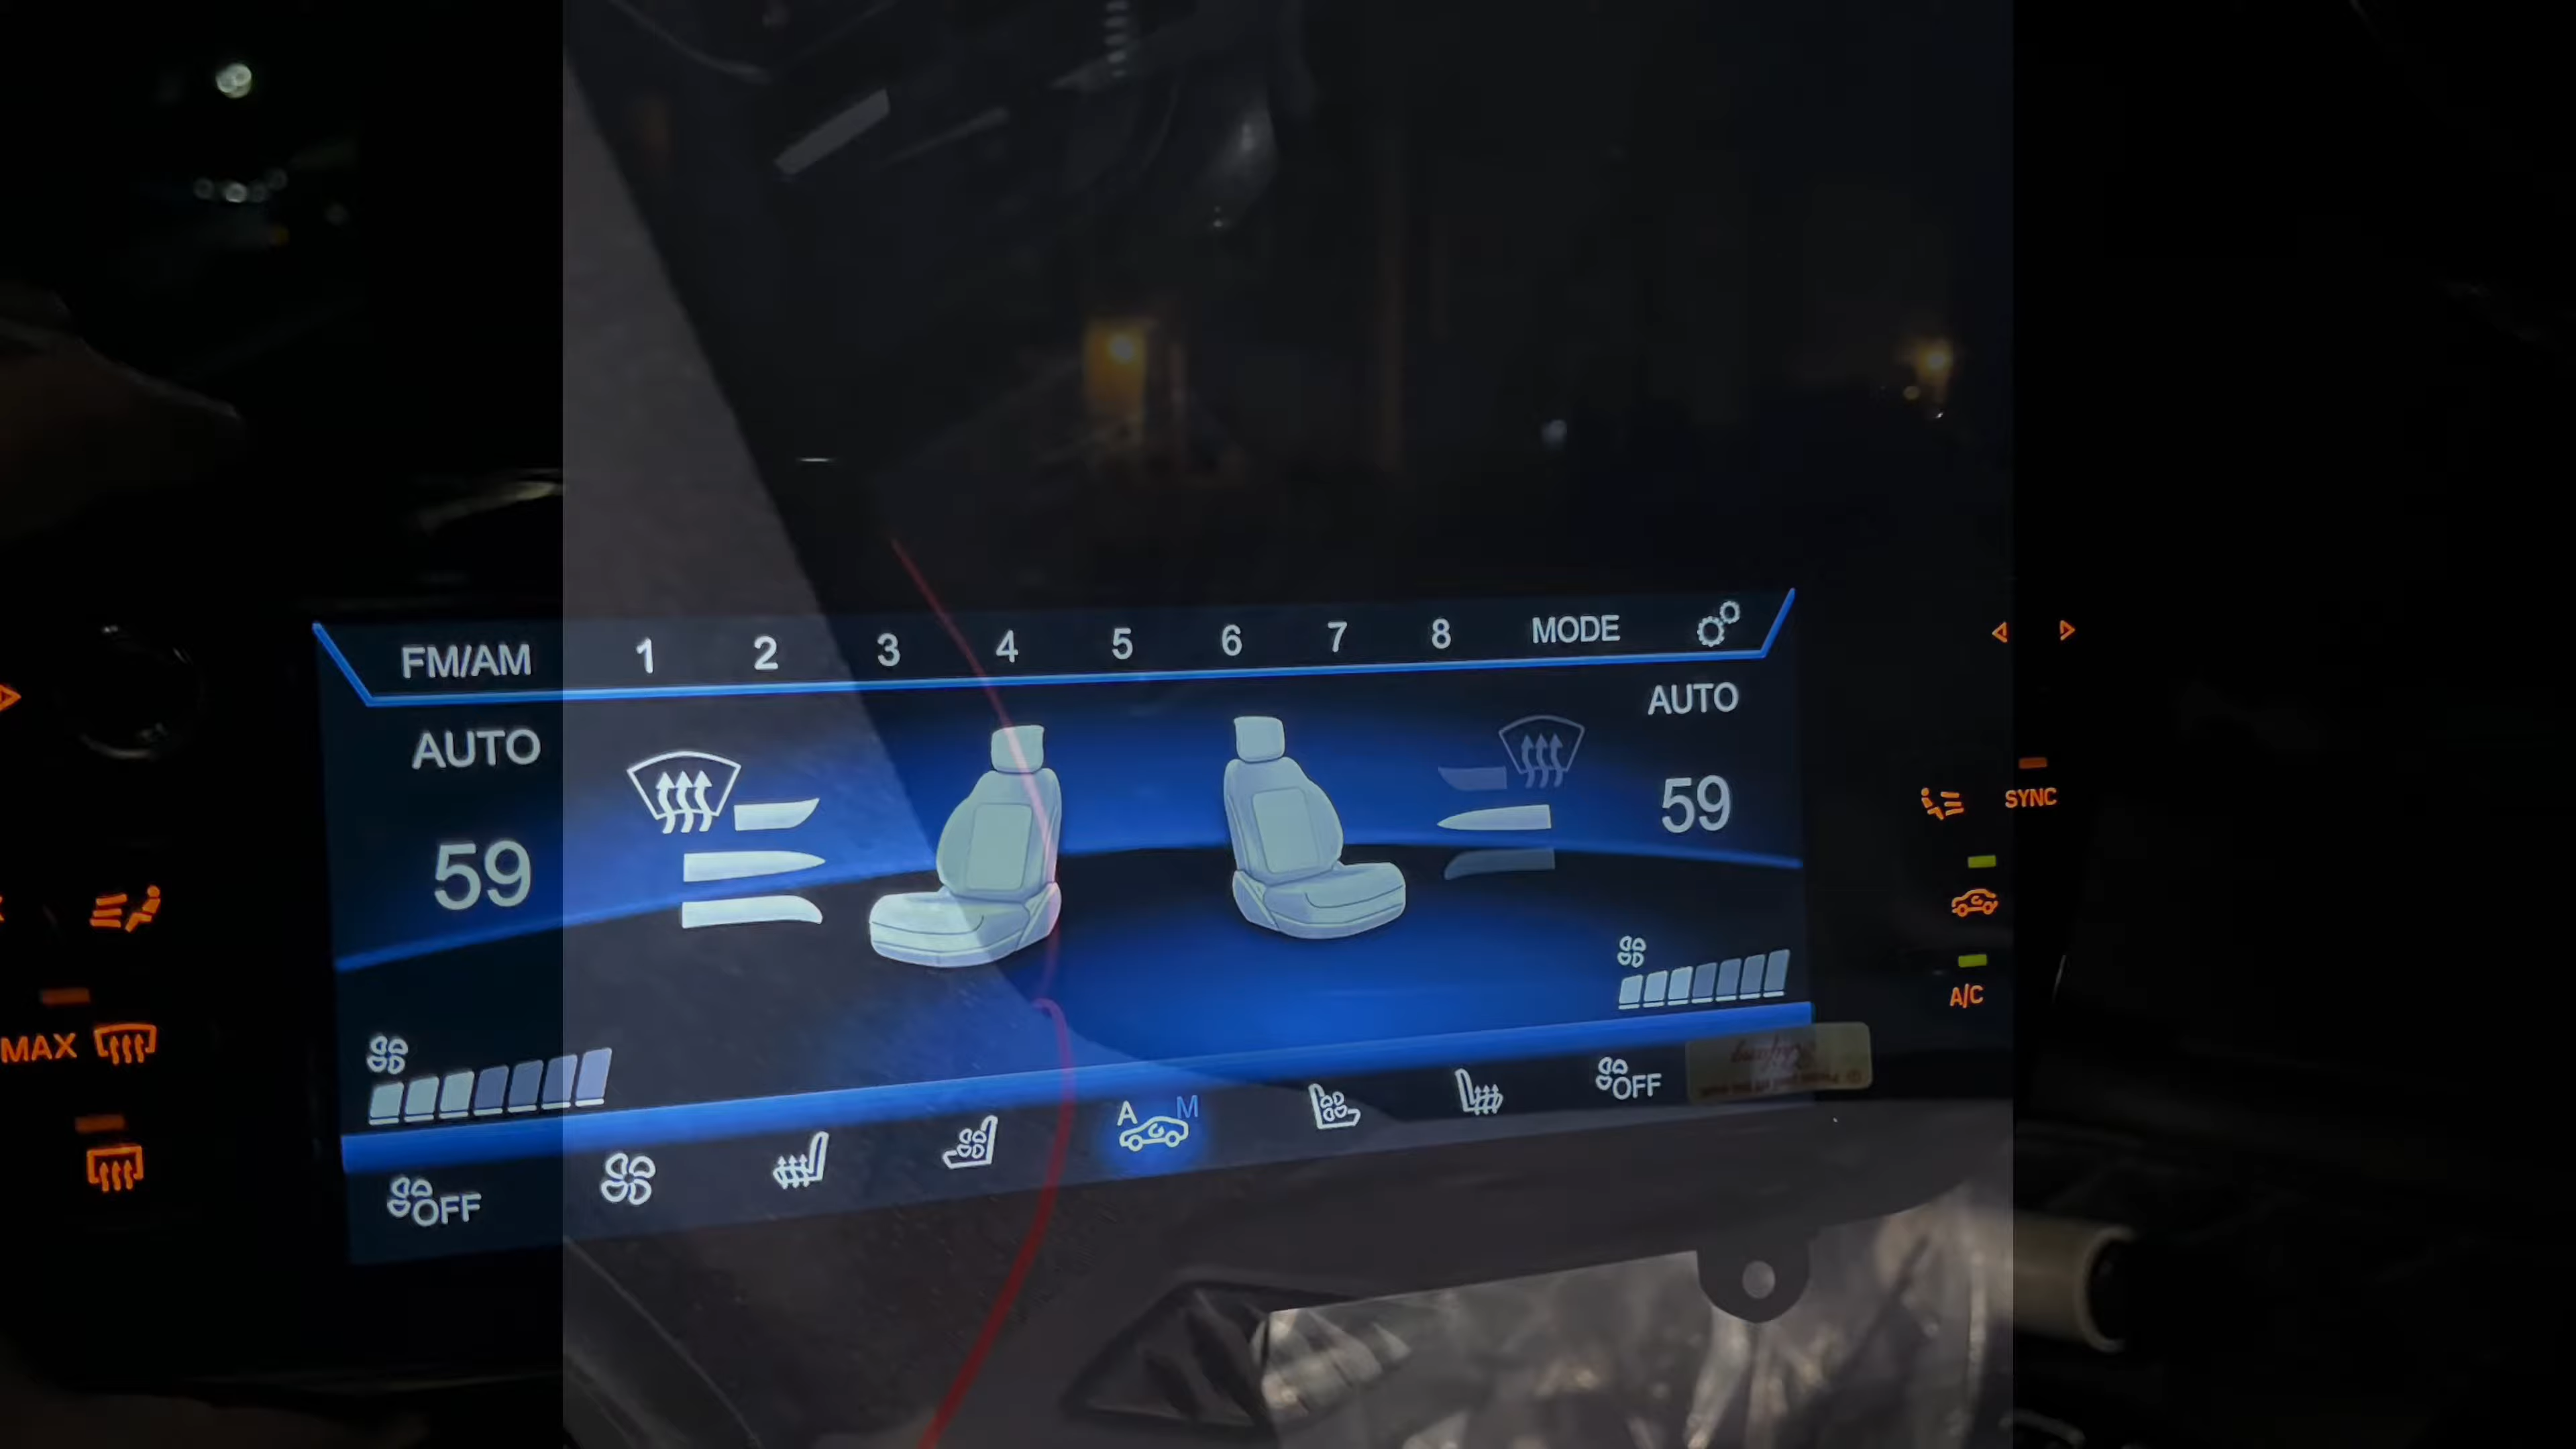 FM/AM 1 2 3 4 5 6 7 8 MODE
AUTO AUTO
59 59
SYNC
A/C
MAX
A M
OFF OFF